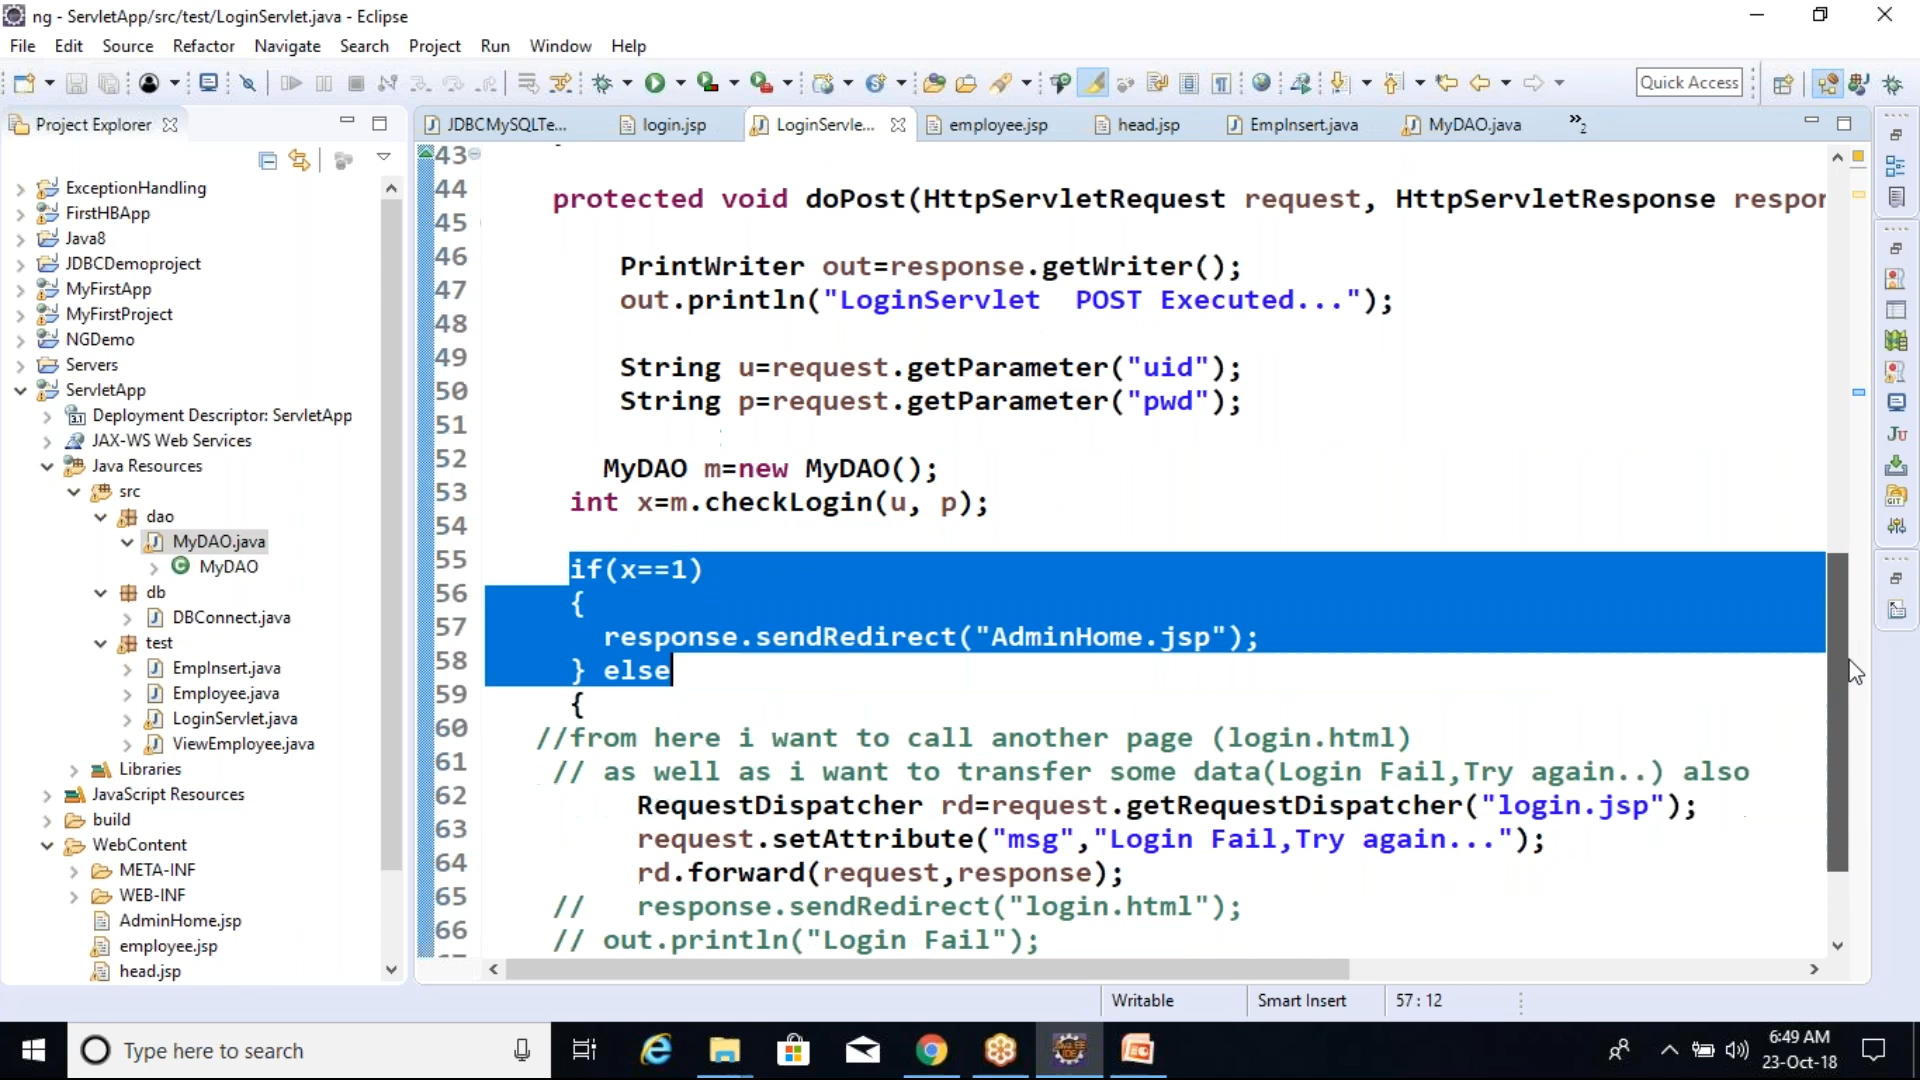 ng - ServletApp/src/test/LoginServlet.java - Eclipse
File Edit Source Refactor Navigate Search Project Run Window Help
Quick Access
Project Explorer
JDBCMySQLTe... login.jsp LoginServle... employee.jsp head.jsp EmpInsert.java MyDAO.java »2
ExceptionHandling
FirstHBApp
Java8
JDBCDemoproject
MyFirstApp
MyFirstProject
NGDemo
Servers
ServletApp
Deployment Descriptor: ServletApp
JAX-WS Web Services
Java Resources
src
dao
MyDAO.java
MyDAO
db
DBConnect.java
test
EmpInsert.java
Employee.java
LoginServlet.java
ViewEmployee.java
Libraries
JavaScript Resources
build
WebContent
META-INF
WEB-INF
AdminHome.jsp
employee.jsp
head.jsp
43
44 protected void doPost(HttpServletRequest request, HttpServletResponse respon
45
46 PrintWriter out=response.getWriter();
47 out.println("LoginServlet  POST Executed...");
48
49 String u=request.getParameter("uid");
50 String p=request.getParameter("pwd");
51
52 MyDAO m=new MyDAO();
53 int x=m.checkLogin(u, p);
54
55 if(x==1)
56 {
57 response.sendRedirect("AdminHome.jsp");
58 } else
59 {
60 //from here i want to call another page (login.html)
61 // as well as i want to transfer some data(Login Fail,Try again..) also
62 RequestDispatcher rd=request.getRequestDispatcher("login.jsp");
63 request.setAttribute("msg","Login Fail,Try again...");
64 rd.forward(request,response);
65 // response.sendRedirect("login.html");
66 // out.println("Login Fail");
Writable Smart Insert 57 : 12
Type here to search
6:49 AM
23-Oct-18